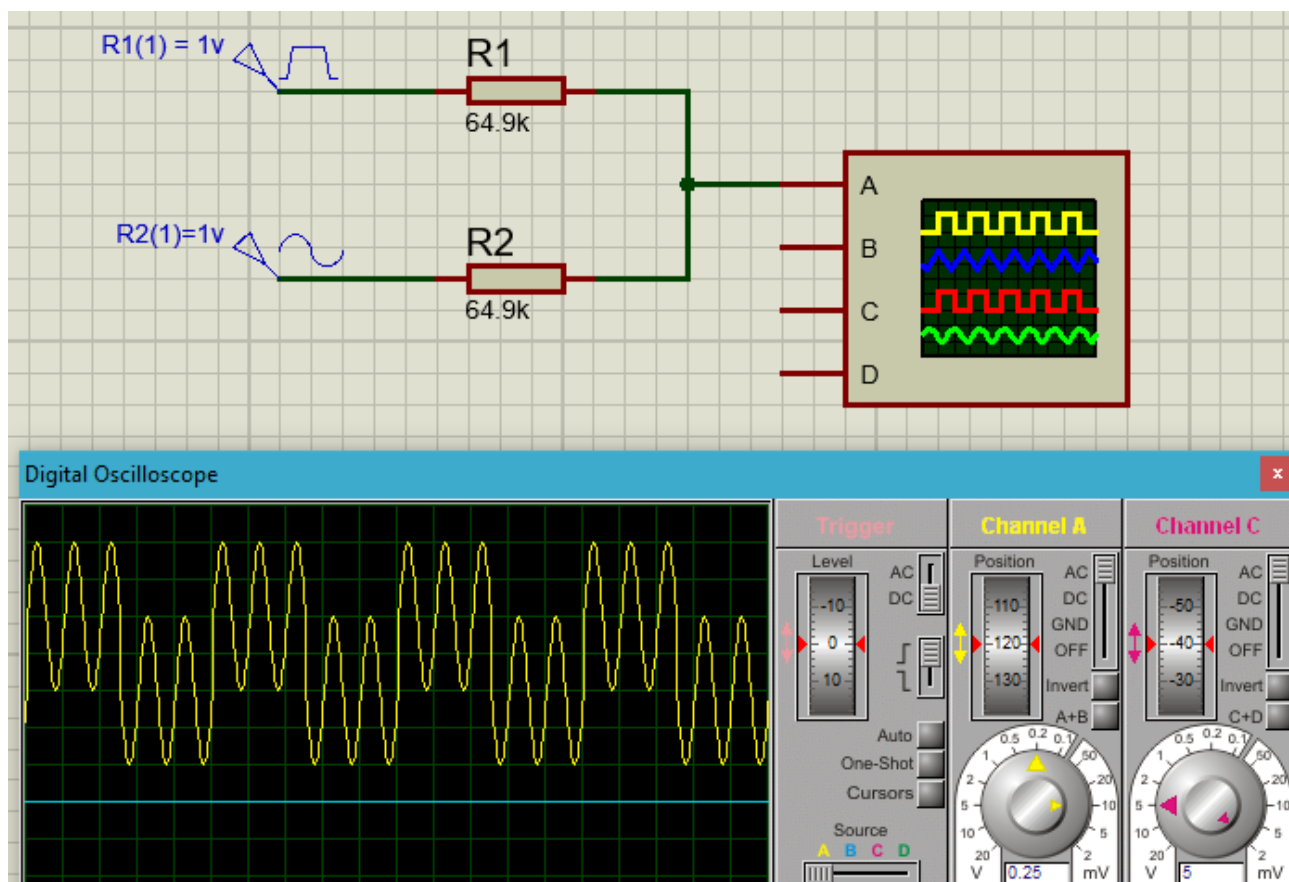 R1(1) = 1v
R1
64.9k
R2(1)=1v
R2
64.9k
A
B
C
D
Digital Oscilloscope
x
Trigger
Level
AC
DC
-10
0
10
Auto
One-Shot
Cursors
Source
A B C D
Channel A
Position
AC
DC
GND
OFF
110
120
130
Invert
A+B
0.5 0.2 0.1
1 50
2 20
5 10
10 5
20 2
V 0.25 mV
Channel C
Position
AC
DC
GND
OFF
-50
-40
-30
Invert
C+D
0.5 0.2 0.1
1 50
2 20
5 10
10 5
20 2
V 5 mV